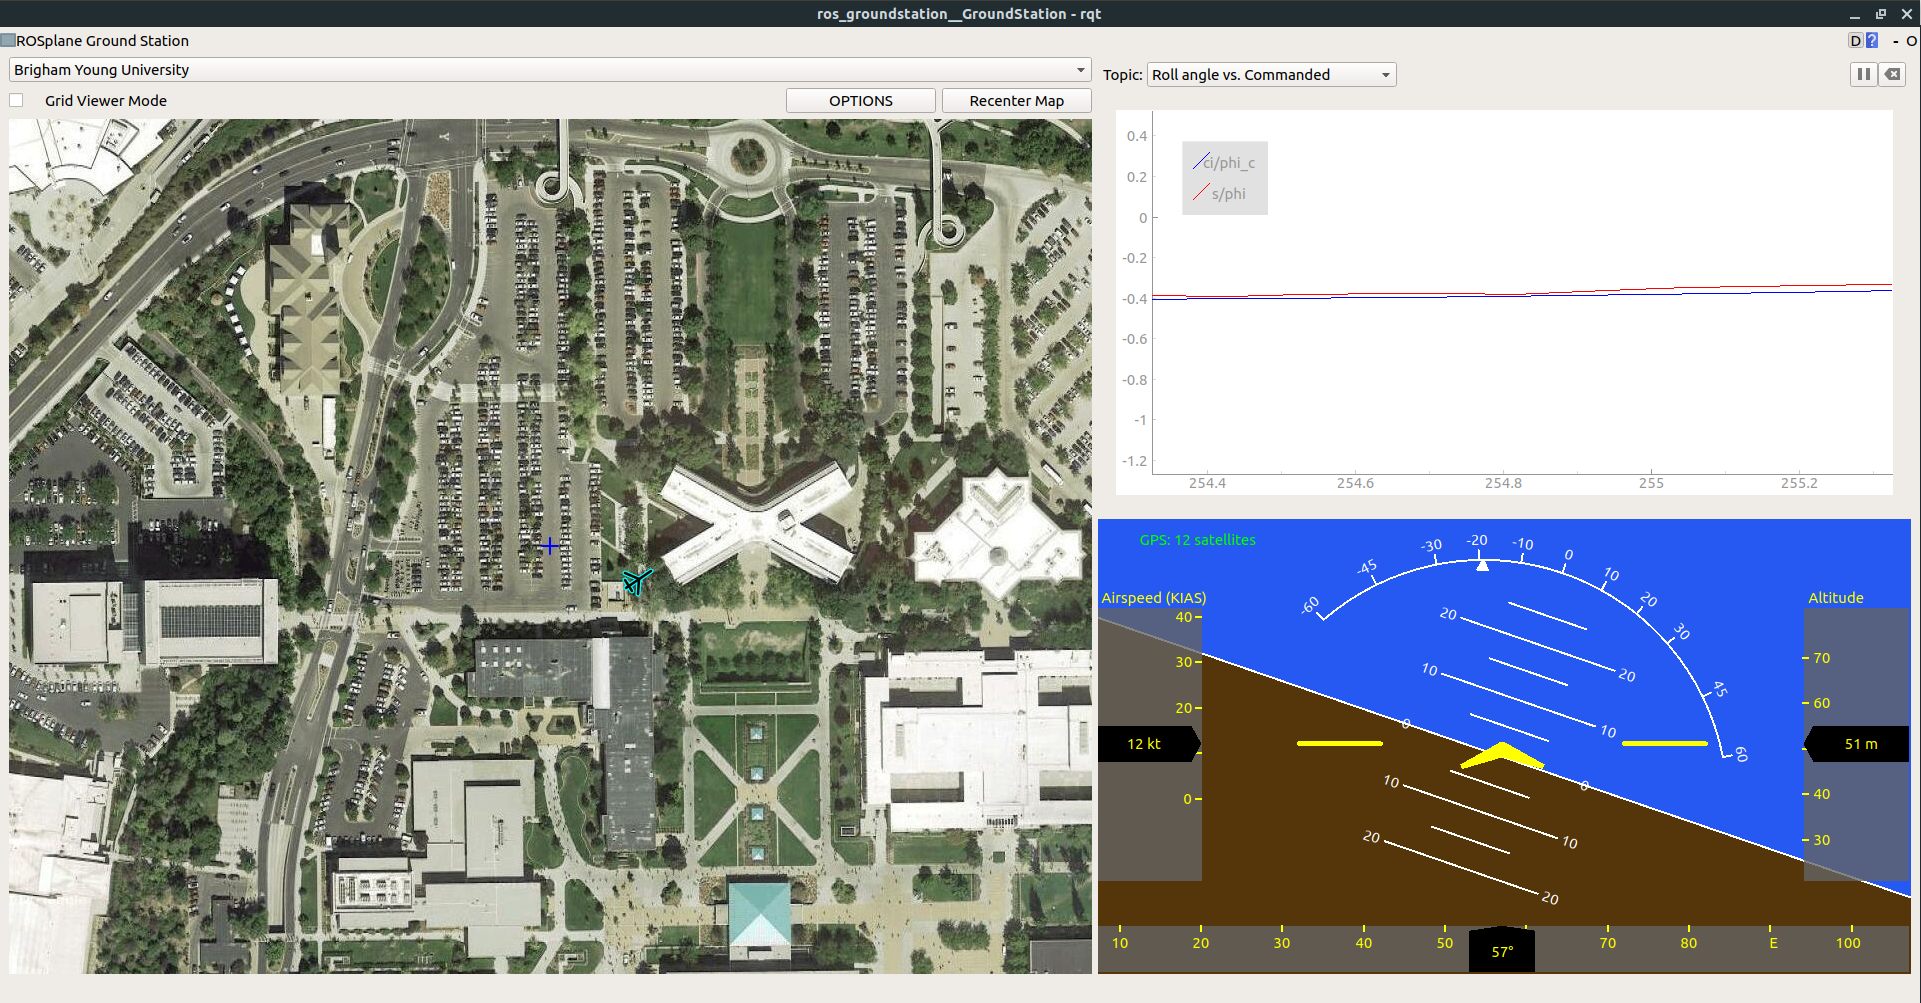 ros_groundstation__GroundStation - rqt
ROSplane Ground Station
D ? - O
Brigham Young University
Topic: Roll angle vs. Commanded
Grid Viewer Mode
OPTIONS
Recenter Map
0.4
0.2
0
-0.2
-0.4
-0.6
-0.8
-1
-1.2
ci/phi_c
s/phi
254.4 254.6 254.8 255 255.2
GPS: 12 satellites
-60 -45 -30 -20 -10 0 10 20 30 45 60
Airspeed (KIAS)
40
30
20
12 kt
0
Altitude
70
60
51 m
40
30
20 20
10 10
0 0
10 10
20 20
10 20 30 40 50 57° 70 80 E 100